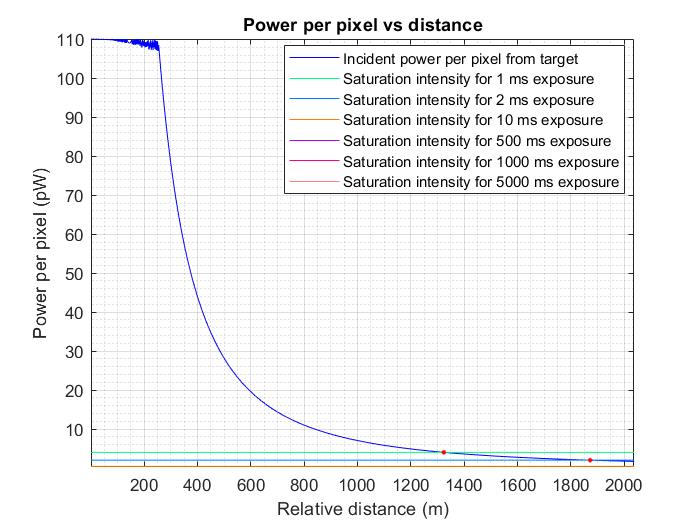 Power per pixel vs distance
110
100
90
80
70
60
50
40
30
20
10
Power per pixel (pW)
Incident power per pixel from target
Saturation intensity for 1 ms exposure
Saturation intensity for 2 ms exposure
Saturation intensity for 10 ms exposure
Saturation intensity for 500 ms exposure
Saturation intensity for 1000 ms exposure
Saturation intensity for 5000 ms exposure
200 400 600 800 1000 1200 1400 1600 1800 2000
Relative distance (m)